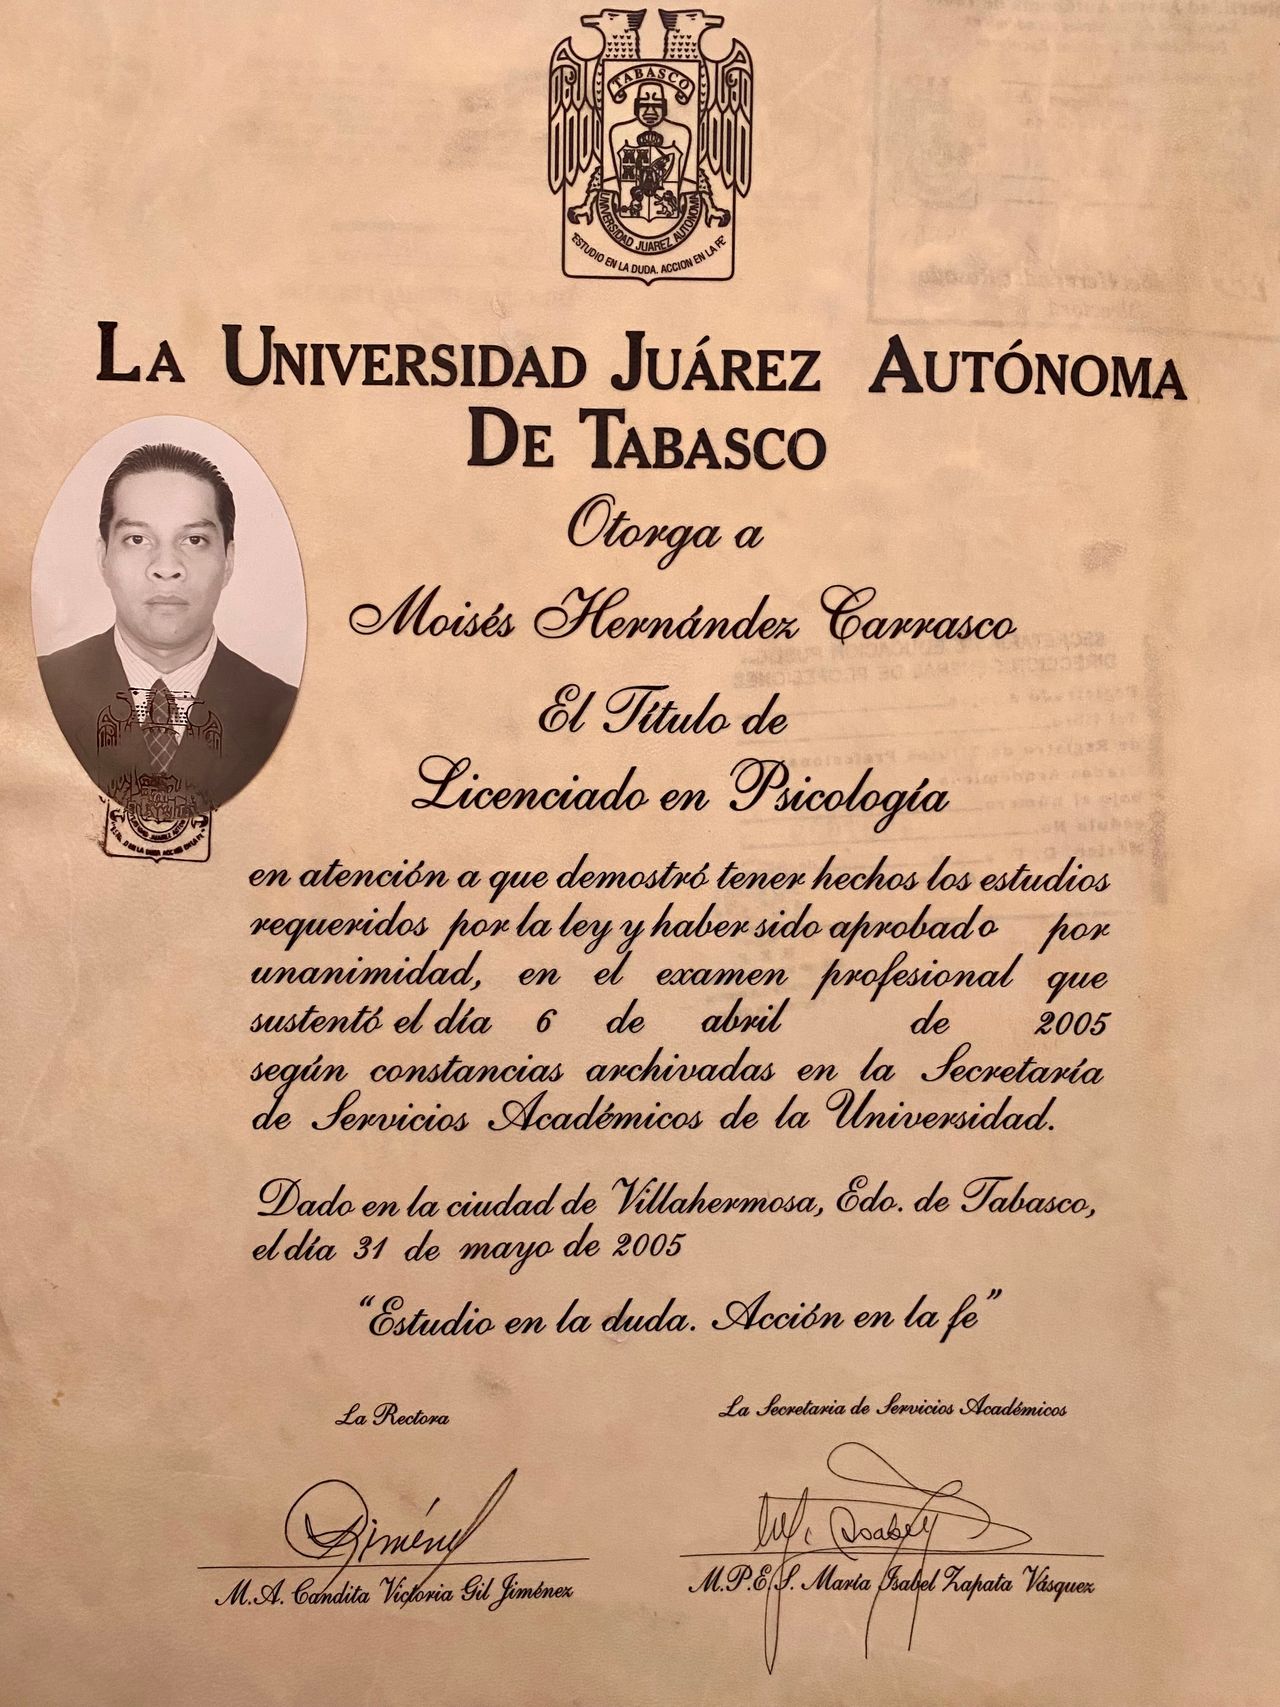 TABASCO
UNIVERSIDAD JUAREZ AUTONOMA
"ESTUDIO EN LA DUDA. ACCION EN LA FE"
LA UNIVERSIDAD JUÁREZ AUTÓNOMA
DE TABASCO
Otorga a
Moisés Hernández Carrasco
El Título de
Licenciado en Psicología
en atención a que demostró tener hechos los estudios
requeridos por la ley y haber sido aprobado por
unanimidad, en el examen profesional que
sustentó el día 6 de abril de 2005
según constancias archivadas en la Secretaría
de Servicios Académicos de la Universidad.
Dado en la ciudad de Villahermosa, Edo. de Tabasco,
el día 31 de mayo de 2005
"Estudio en la duda. Acción en la fe"
La Rectora
La Secretaria de Servicios Académicos
M.A. Candita Victoria Gil Jiménez
M.P.E.S. María Isabel Zapata Vásquez